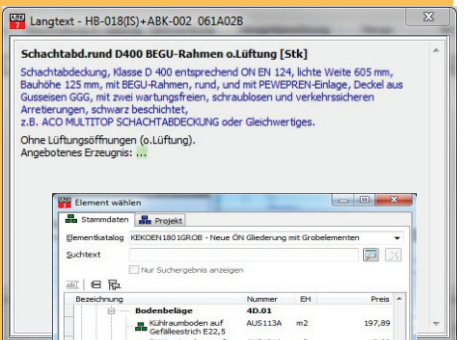 Langtext - HB-018(IS)+ABK-002 061A02B
Schachtabd.rund D400 BEGU-Rahmen o.Lüftung [Stk]
Schachtabdeckung, Klasse D 400 entsprechend ON EN 124, lichte Weite 605 mm,
Bauhöhe 125 mm, mit BEGU-Rahmen, rund, und mit PEWEPREN-Einlage, Deckel aus
Gusseisen GGG, mit zwei wartungsfreien, schraublosen und verkehrssicheren
Arretierungen, schwarz beschichtet,
z.B. ACO MULTITOP SCHACHTABDECKUNG oder Gleichwertiges.
Ohne Lüftungsöffnungen (o.Lüftung).
Angebotenes Erzeugnis: ...
Element wählen
Stammdaten Projekt
Elementkatalog KEKOEN1801GROB - Neue ÖN Gliederung mit Grobelementen
Suchtext
Nur Suchergebnis anzeigen
abI
Bezeichnung Nummer EH Preis
Bodenbeläge 4D.01
Kühlraumboden auf AUS113A m2 197,89
Gefälleestrich E22,5